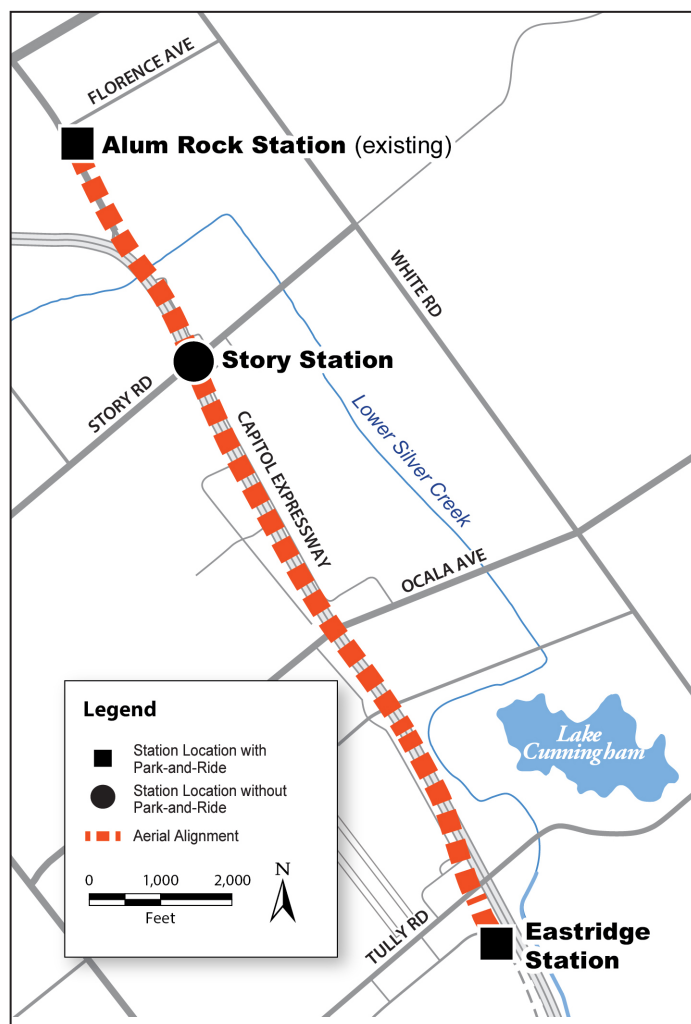 FLORENCE AVE
Alum Rock Station (existing)
WHITE RD
Story Station
STORY RD
CAPITOL EXPRESSWAY
Lower Silver Creek
OCALA AVE
Lake
Cunningham
Legend
Station Location with
Park-and-Ride
Station Location without
Park-and-Ride
Aerial Alignment
0 1,000 2,000
Feet
N
TULLY RD
Eastridge
Station